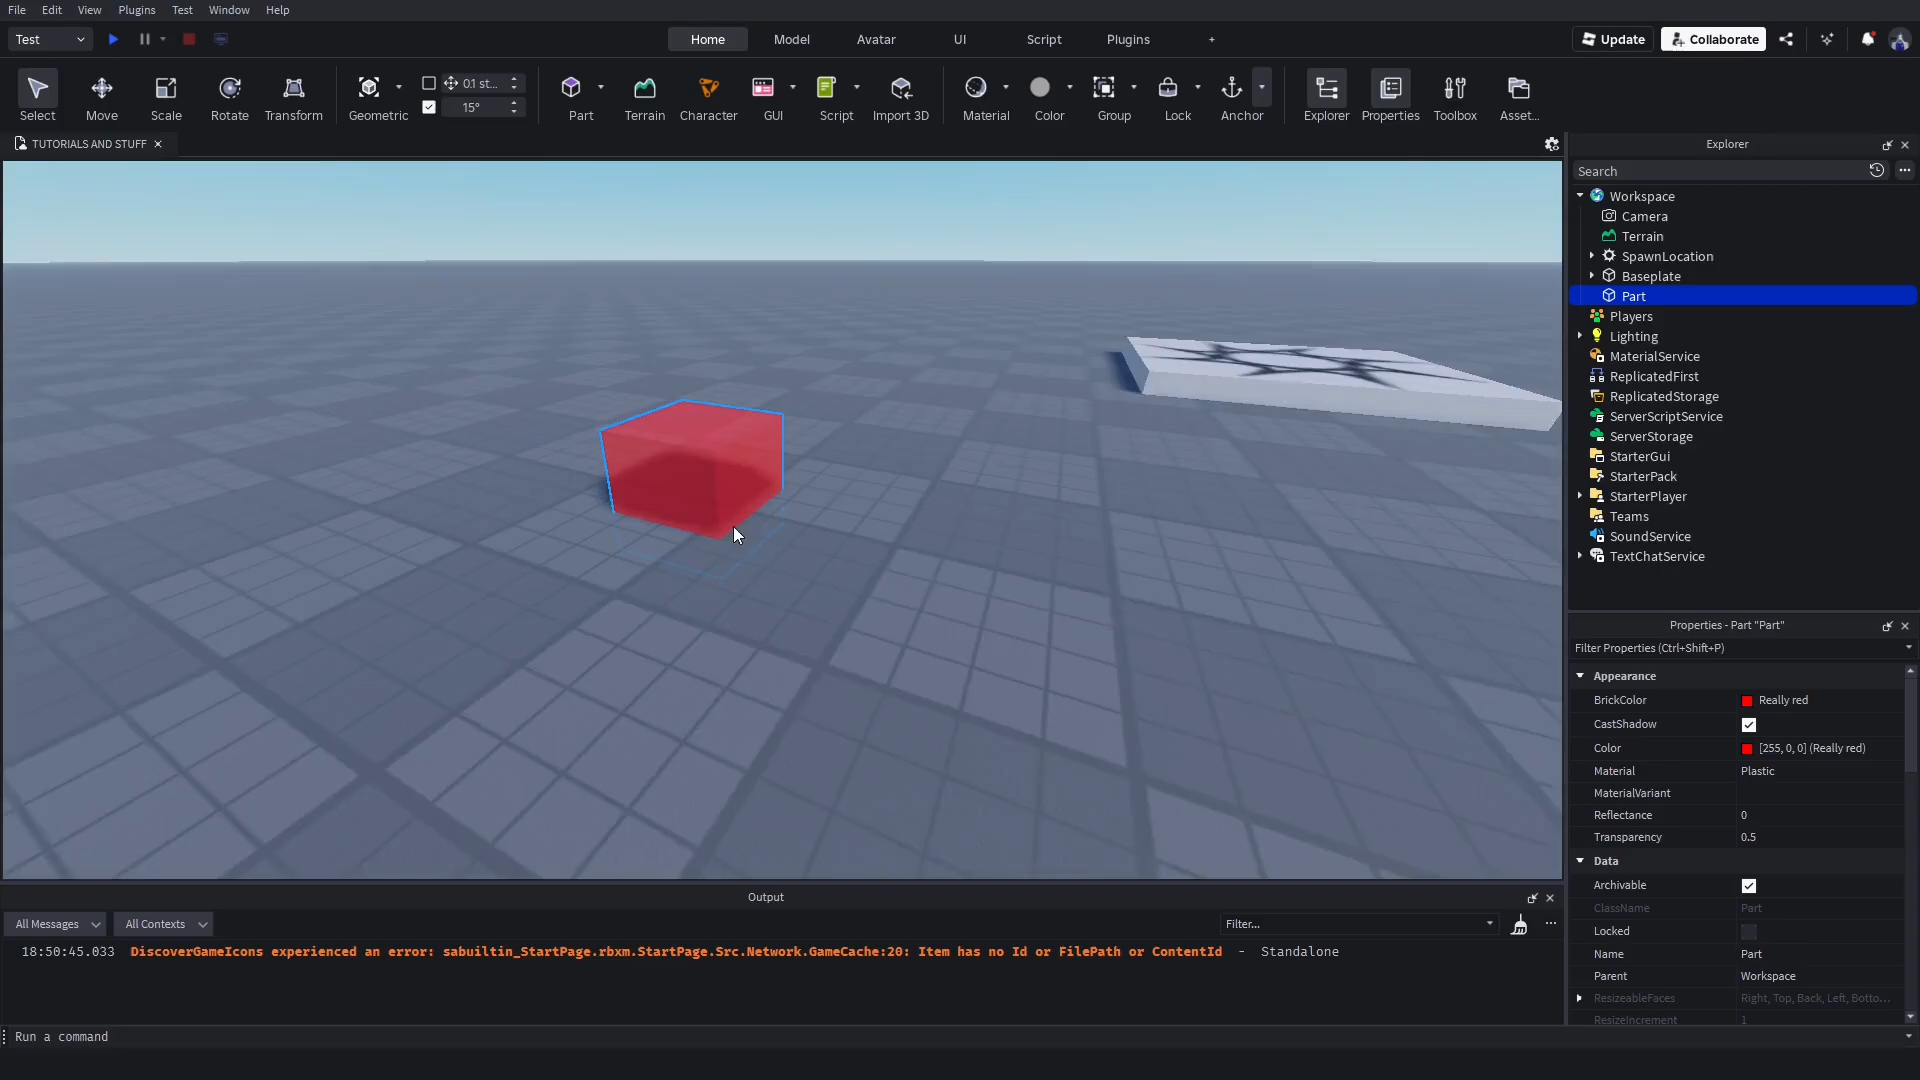 File Edit View Plugins Test Window Help
Test Home Model Avatar UI Script Plugins + Update Collaborate
0.1 st...
15°
Select Move Scale Rotate Transform Geometric Part Terrain Character GUI Script Import 3D Material Color Group Lock Anchor Explorer Properties Toolbox Asset...
TUTORIALS AND STUFF
Explorer
Search
Workspace
Camera
Terrain
SpawnLocation
Baseplate
Part
Players
Lighting
MaterialService
ReplicatedFirst
ReplicatedStorage
ServerScriptService
ServerStorage
StarterGui
StarterPack
StarterPlayer
Teams
SoundService
TextChatService
Properties - Part "Part"
Filter Properties (Ctrl+Shift+P)
Appearance
BrickColor Really red
CastShadow
Color [255, 0, 0] (Really red)
Material Plastic
MaterialVariant
Reflectance 0
Transparency 0.5
Data
Archivable
ClassName Part
Locked
Name Part
Parent Workspace
ResizeableFaces Right, Top, Back, Left, Botto...
ResizeIncrement 1
Output
All Messages All Contexts Filter...
18:50:45.033 DiscoverGameIcons experienced an error: sabuiltin_StartPage.rbxm.StartPage.Src.Network.GameCache:20: Item has no Id or FilePath or ContentId - Standalone
Run a command